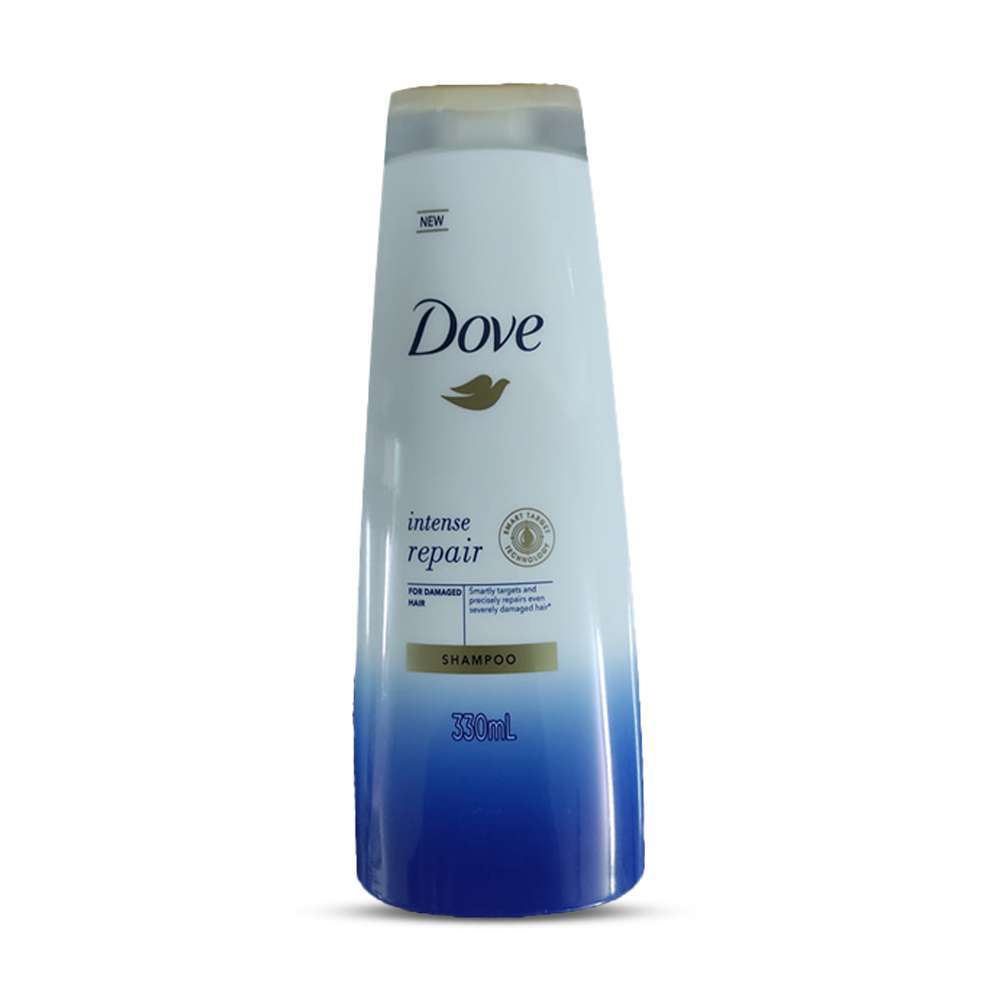 NEW
Dove
intense
repair
SMART TARGET
TECHNOLOGY
FOR DAMAGED
HAIR
Smartly targets and
precisely repairs even
severely damaged hair*
SHAMPOO
330mL